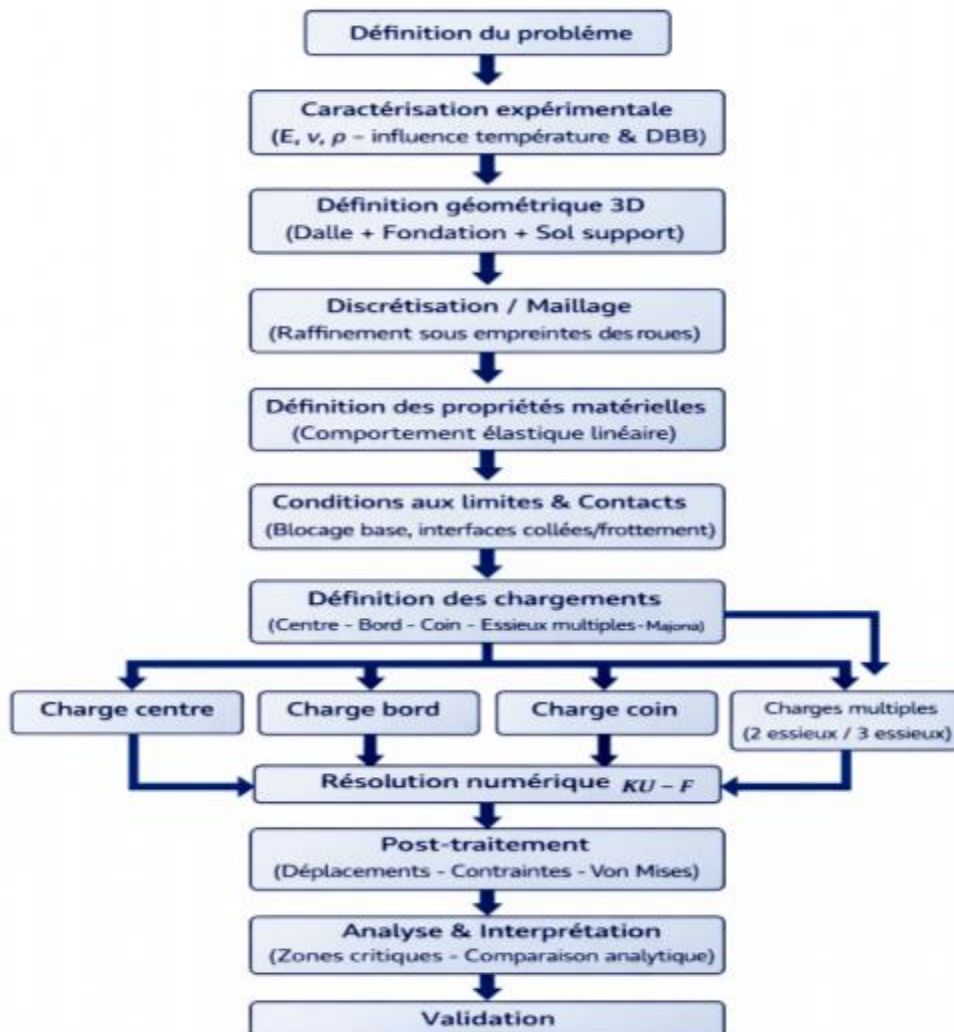 Définition du probléme
Caractérisation expérimentale
(E, ν, ρ – influence température & DBB)
Définition géométrique 3D
(Dalle + Fondation + Sol support)
Discrétisation / Maillage
(Raffinement sous empreintes des roues)
Définition des propriétés matérielles
(Comportement élastique linéaire)
Conditions aux limites & Contacts
(Blocage base, interfaces collées/frottement)
Définition des chargements
(Centre - Bord - Coin - Essieux multiples-Majona)
Charge centre
Charge bord
Charge coin
Charges multiples
(2 essieux / 3 essieux)
Résolution numérique KU – F
Post-traitement
(Déplacements - Contraintes - Von Mises)
Analyse & Interprétation
(Zones critiques - Comparaison analytique)
Validation